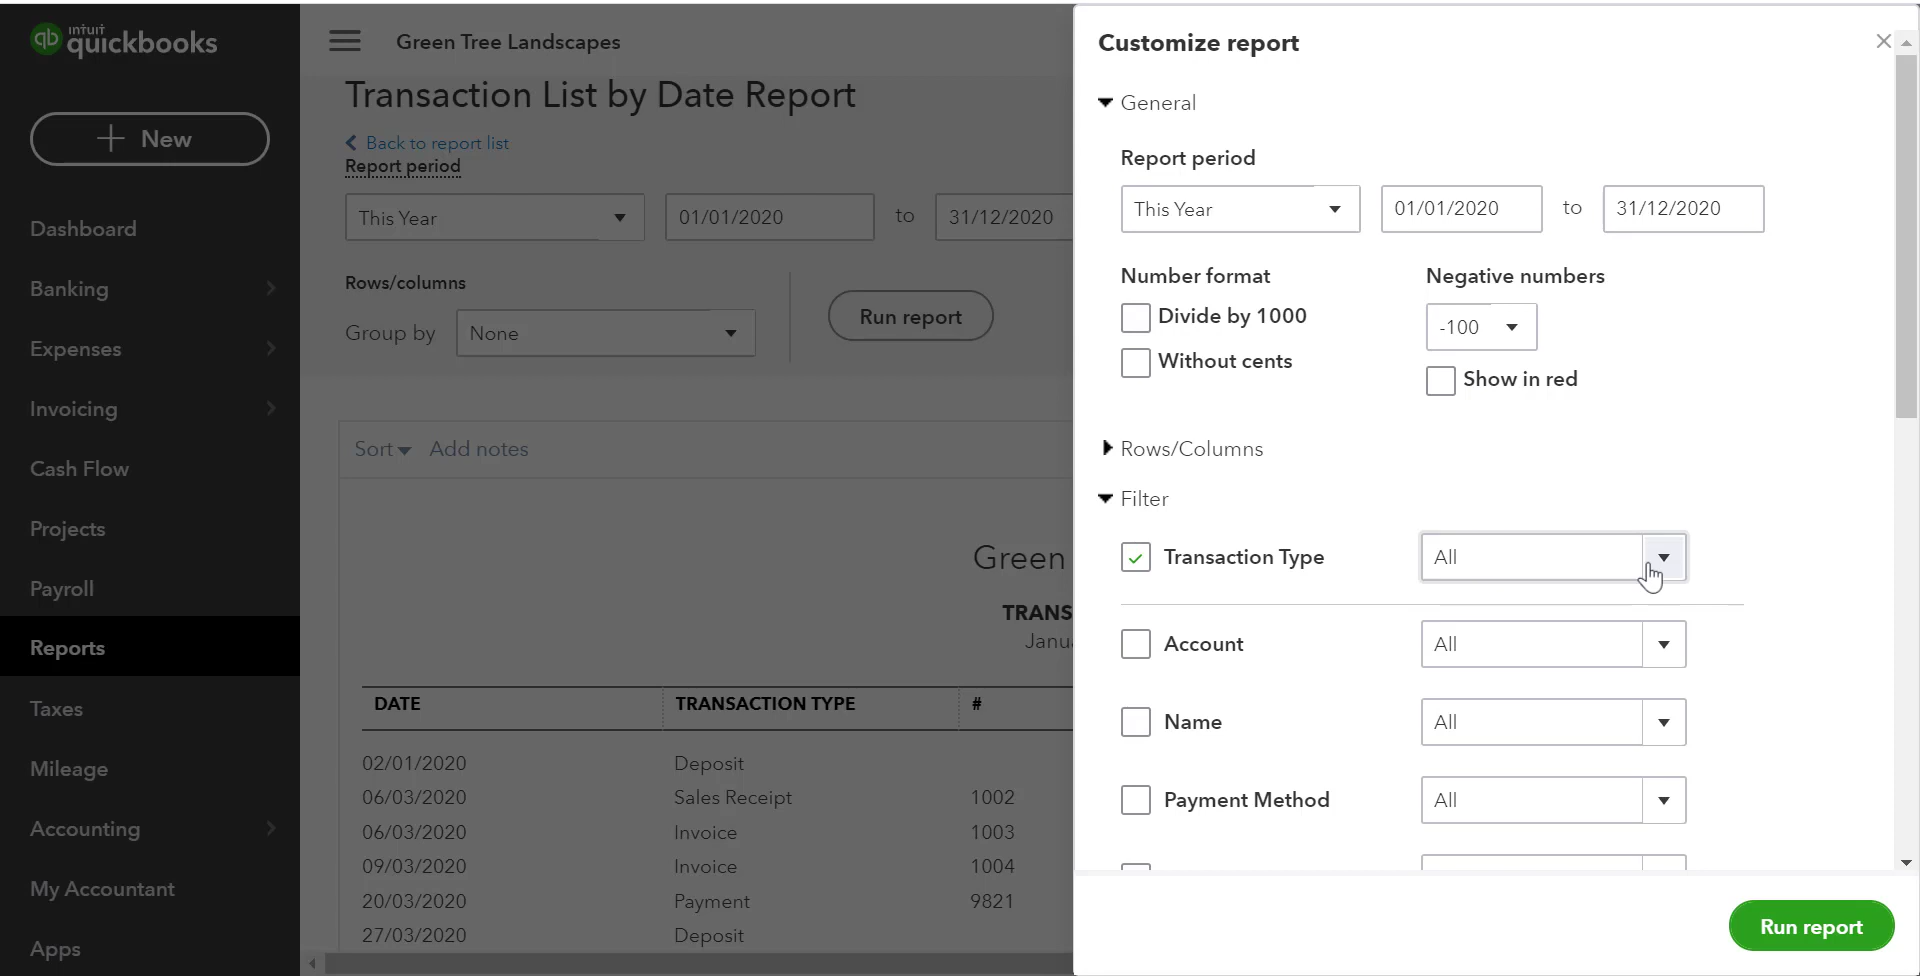 intuit
quickbooks
New
Dashboard
Banking
Expenses
Invoicing
Cash Flow
Projects
Payroll
Reports
Taxes
Mileage
Accounting
My Accountant
Apps
Green Tree Landscapes
Transaction List by Date Report
Back to report list
Report period
This Year 01/01/2020 to 31/12/2020
Rows/columns
Group by None Run report
Sort Add notes
Green
TRANS
Janu
DATE TRANSACTION TYPE #
02/01/2020 Deposit
06/03/2020 Sales Receipt 1002
06/03/2020 Invoice 1003
09/03/2020 Invoice 1004
20/03/2020 Payment 9821
27/03/2020 Deposit
Customize report
General
Report period
This Year 01/01/2020 to 31/12/2020
Number format Negative numbers
Divide by 1000 -100
Without cents Show in red
Rows/Columns
Filter
Transaction Type All
Account All
Name All
Payment Method All
Run report